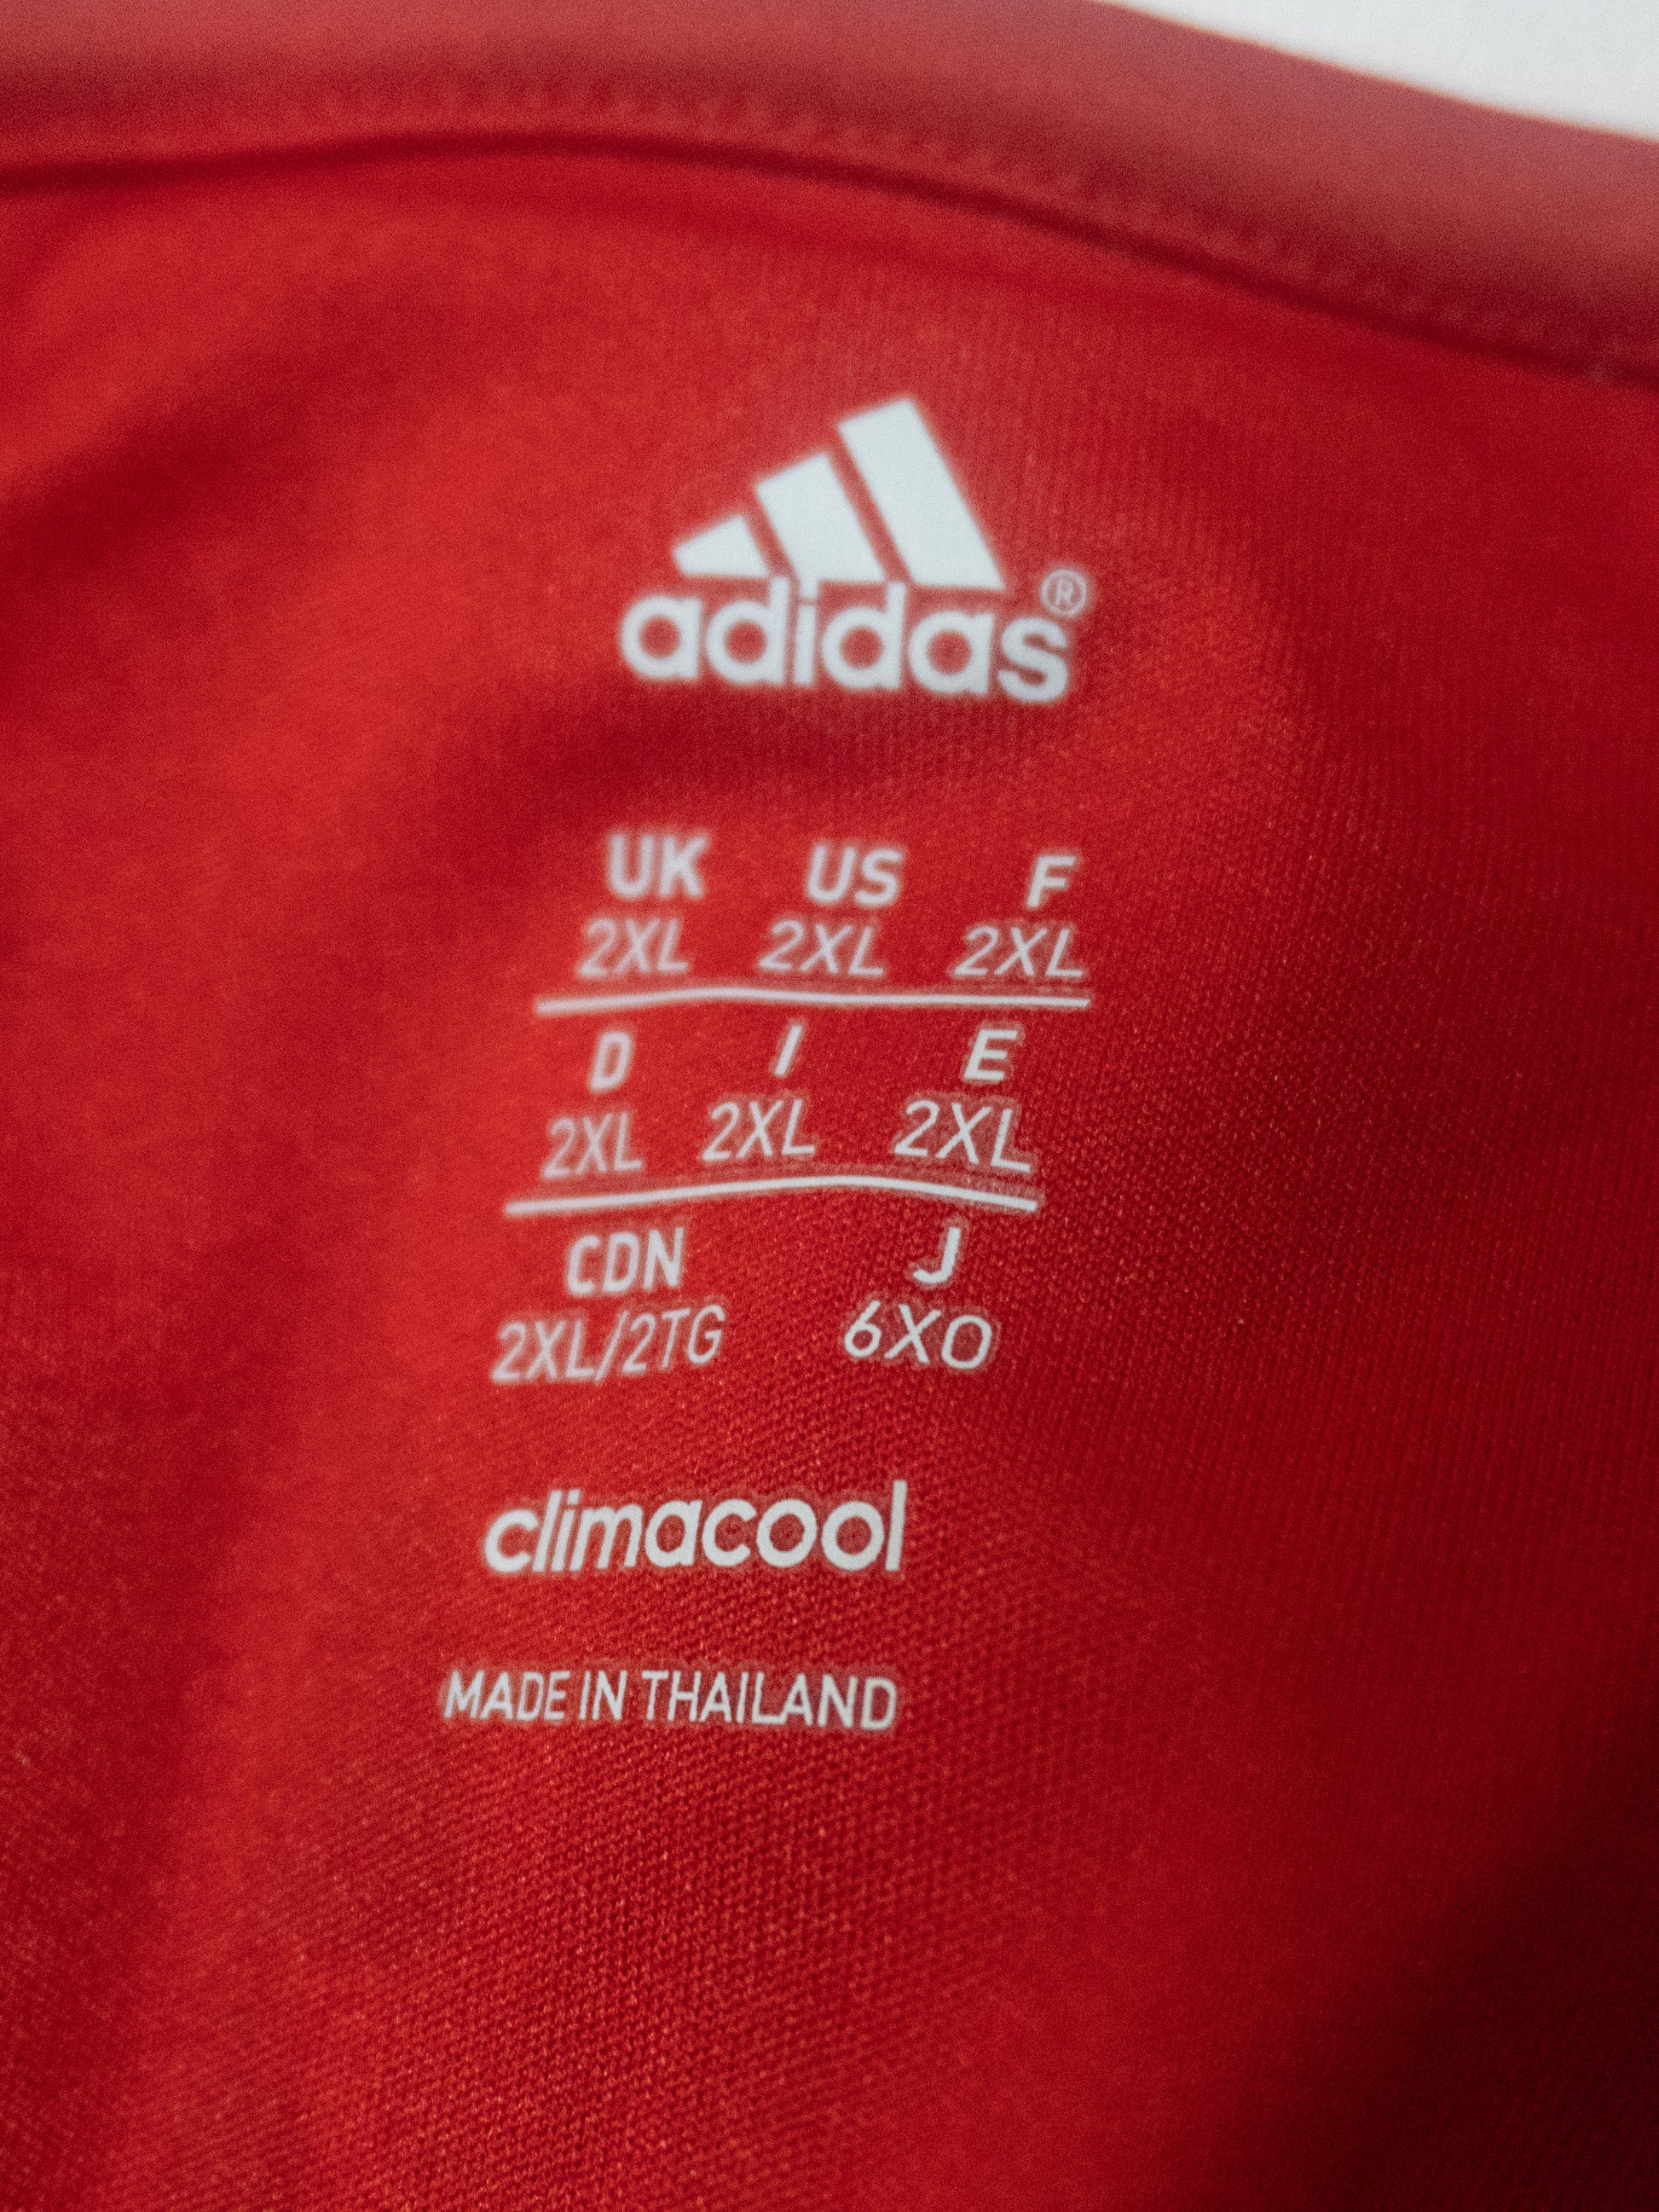 adidas®
UK US F
2XL 2XL 2XL
D I E
2XL 2XL 2XL
CDN J
2XL/2TG 6XO
climacool
MADE IN THAILAND